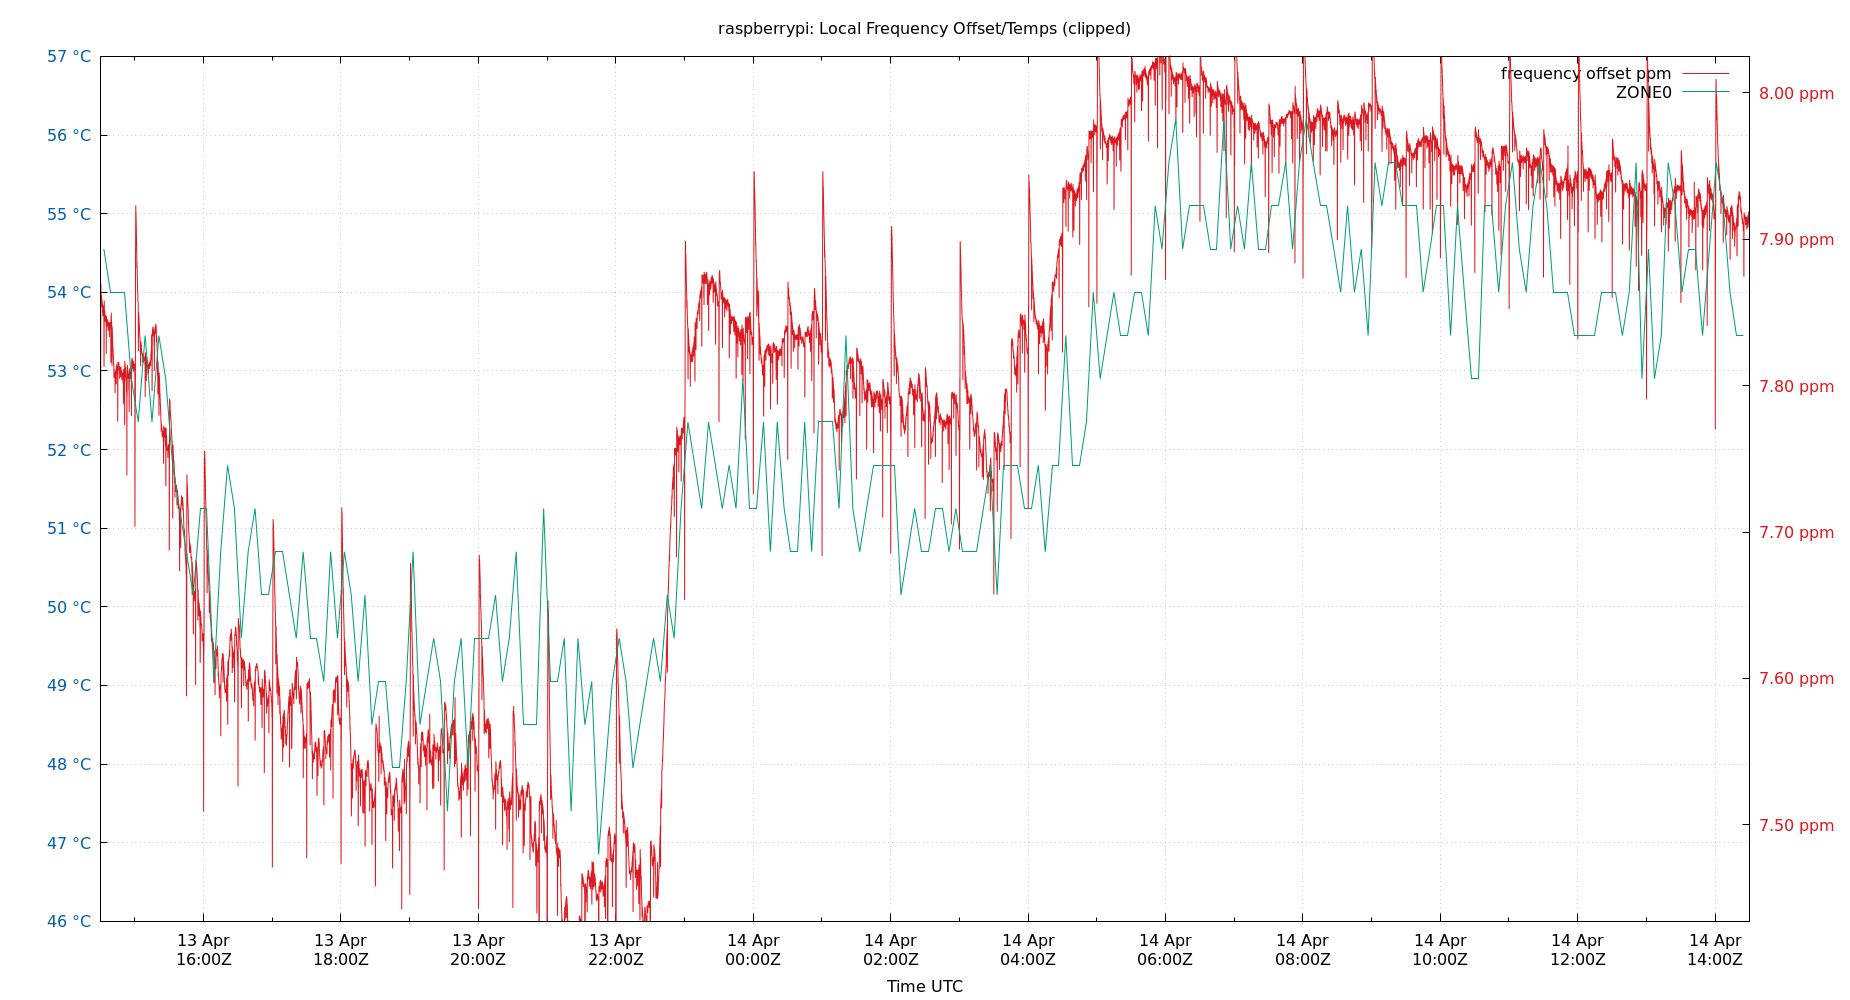 raspberrypi: Local Frequency Offset/Temps (clipped)
57 °C
56 °C
55 °C
54 °C
53 °C
52 °C
51 °C
50 °C
49 °C
48 °C
47 °C
46 °C
frequency offset ppm
ZONE0
8.00 ppm
7.90 ppm
7.80 ppm
7.70 ppm
7.60 ppm
7.50 ppm
13 Apr 13 Apr 13 Apr 13 Apr 14 Apr 14 Apr 14 Apr 14 Apr 14 Apr 14 Apr 14 Apr 14 Apr
16:00Z 18:00Z 20:00Z 22:00Z 00:00Z 02:00Z 04:00Z 06:00Z 08:00Z 10:00Z 12:00Z 14:00Z
Time UTC